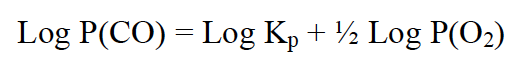 Log P(CO) = Log Kₚ + ½ Log P(O₂)